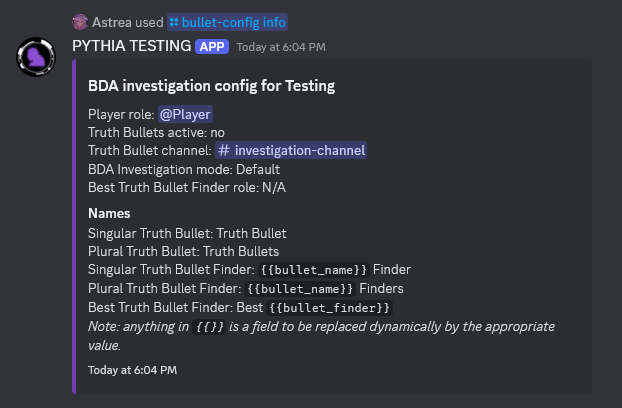 Astrea used bullet-config info
PYTHIA TESTING APP Today at 6:04 PM
BDA investigation config for Testing
Player role: @Player
Truth Bullets active: no
Truth Bullet channel: # investigation-channel
BDA Investigation mode: Default
Best Truth Bullet Finder role: N/A
Names
Singular Truth Bullet: Truth Bullet
Plural Truth Bullet: Truth Bullets
Singular Truth Bullet Finder: {{bullet_name}} Finder
Plural Truth Bullet Finder: {{bullet_name}} Finders
Best Truth Bullet Finder: Best {{bullet_finder}}
Note: anything in {{}} is a field to be replaced dynamically by the appropriate
value.
Today at 6:04 PM